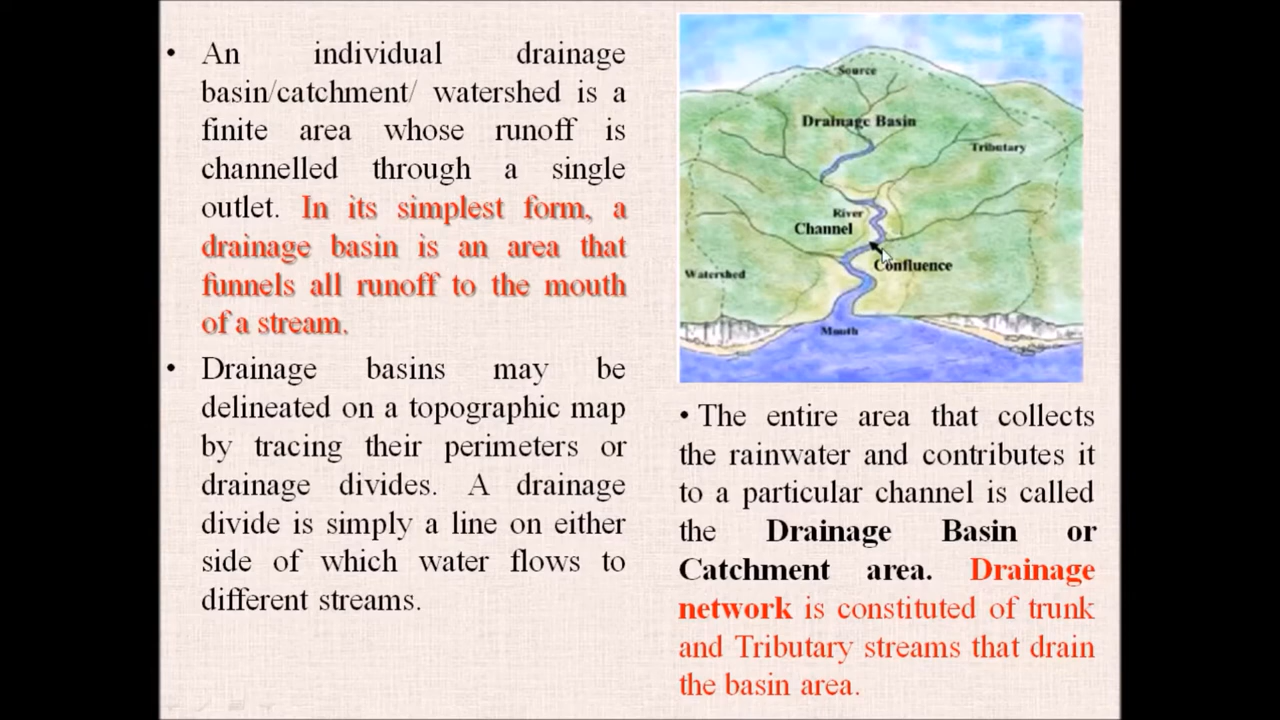 • An individual drainage
basin/catchment/ watershed is a
finite area whose runoff is
channelled through a single
outlet. In its simplest form, a
drainage basin is an area that
funnels all runoff to the mouth
of a stream.
• Drainage basins may be
delineated on a topographic map
by tracing their perimeters or
drainage divides. A drainage
divide is simply a line on either
side of which water flows to
different streams.
Source
Drainage Basin
Tributary
River
Channel
Confluence
Watershed
Mouth
• The entire area that collects
the rainwater and contributes it
to a particular channel is called
the Drainage Basin or
Catchment area. Drainage
network is constituted of trunk
and Tributary streams that drain
the basin area.